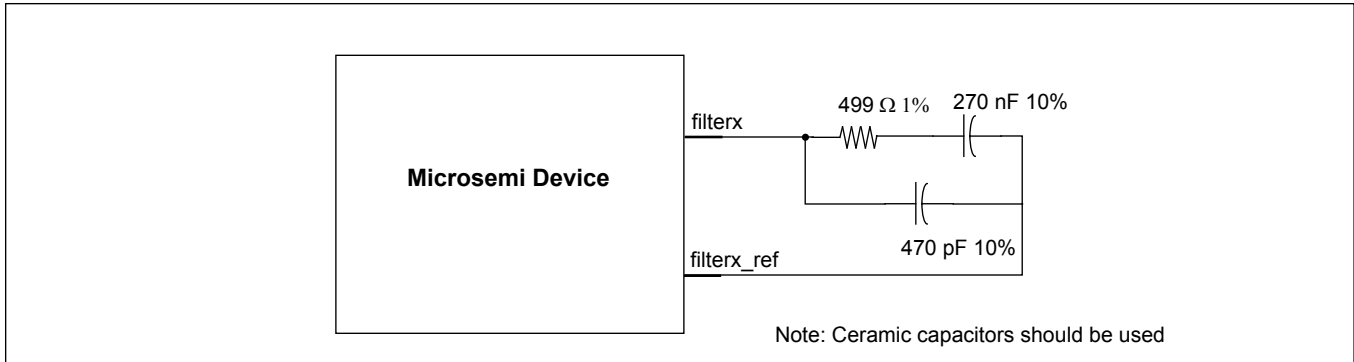 499 Ω 1%
270 nF 10%
filterx
Microsemi Device
470 pF 10%
filterx_ref
Note: Ceramic capacitors should be used